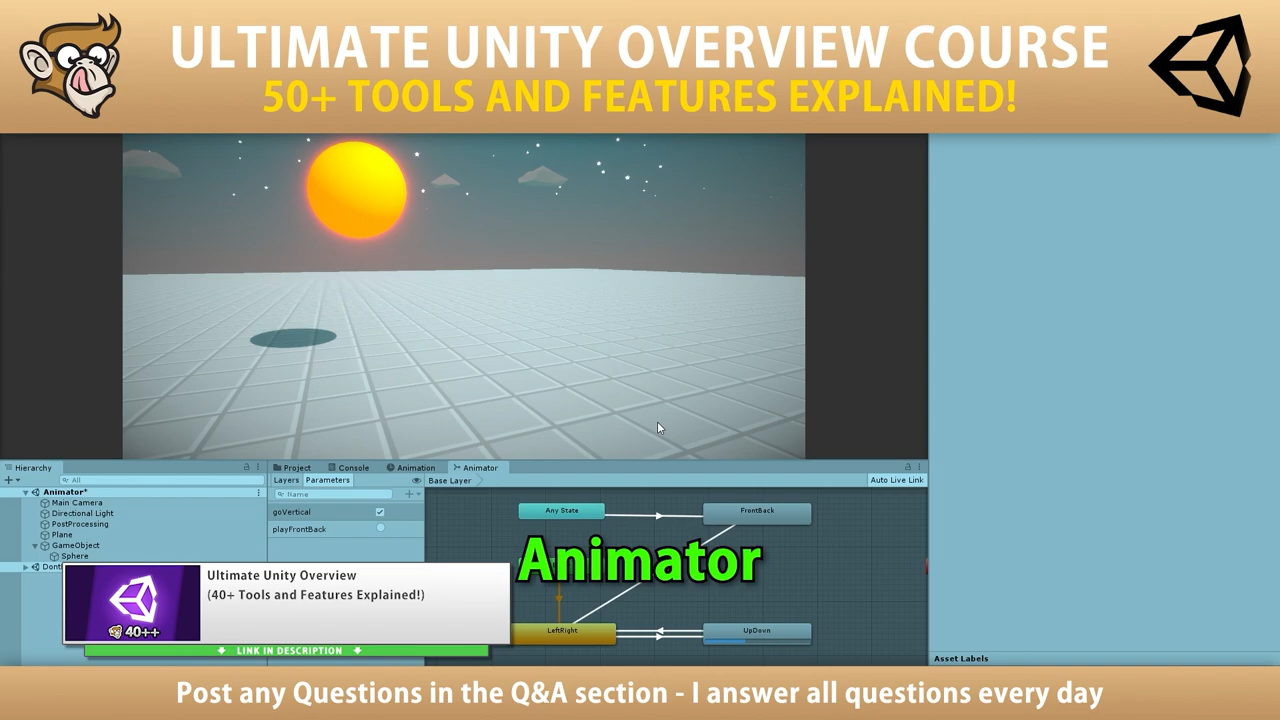 ULTIMATE UNITY OVERVIEW COURSE
50+ TOOLS AND FEATURES EXPLAINED!
Hierarchy
All
Animator*
Main Camera
Directional Light
PostProcessing
Plane
GameObject
Sphere
Dont
Project
Console
Animation
Animator
Layers
Parameters
Base Layer
Auto Live Link
Name
goVertical
playFrontBack
Any State
FrontBack
Animator
LeftRight
UpDown
Ultimate Unity Overview
(40+ Tools and Features Explained!)
40++
LINK IN DESCRIPTION
Asset Labels
Post any Questions in the Q&A section - I answer all questions every day